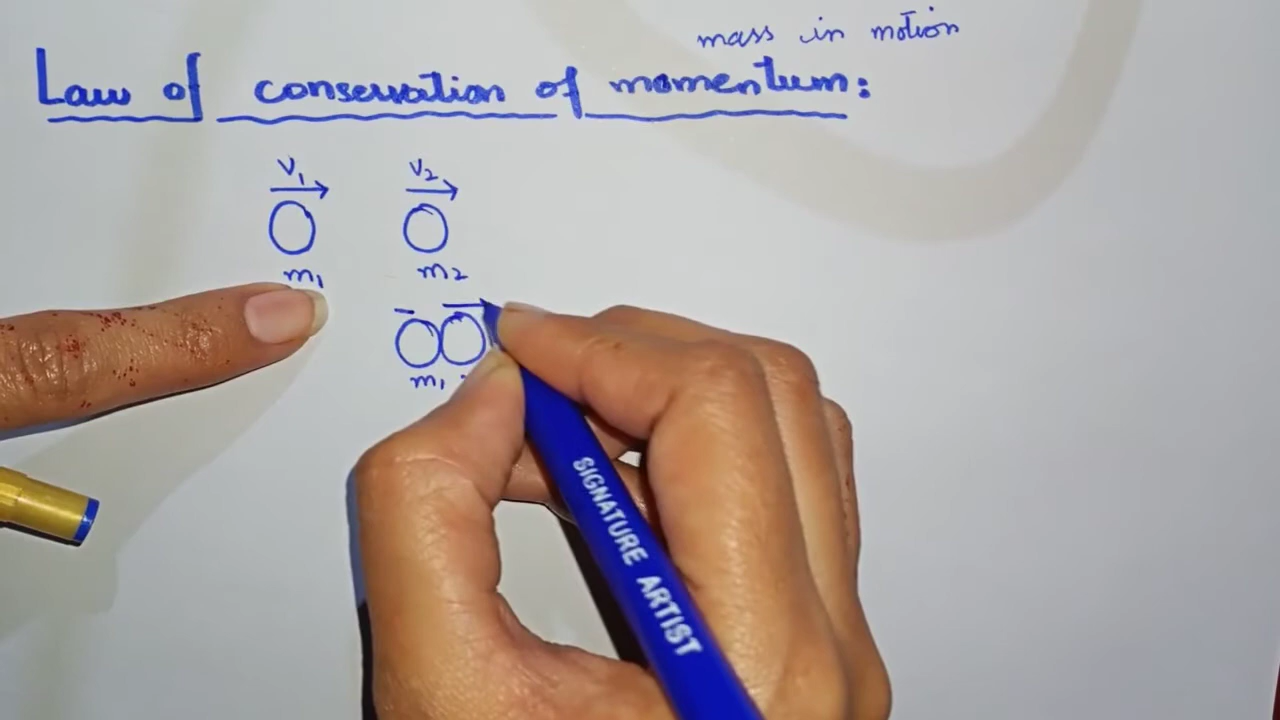 mass in motion
Law of conservation of momentum:
V1 V2
m1 m2
m1
SIGNATURE ARTIST